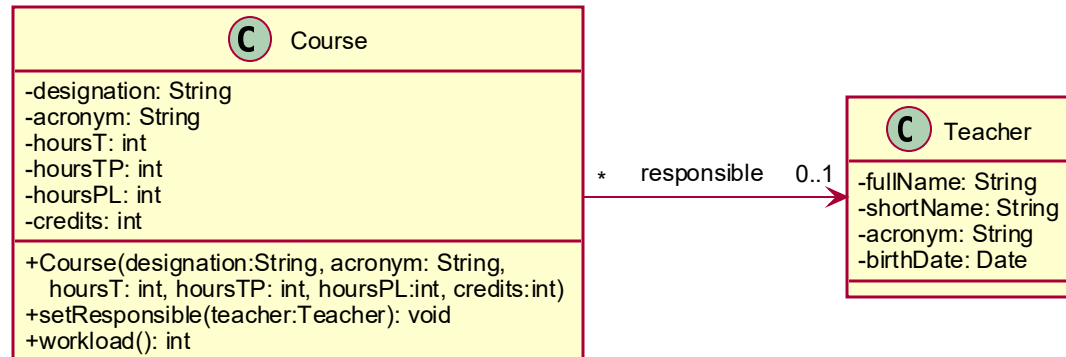 C Course
-designation: String
-acronym: String
-hoursT: int
-hoursTP: int
-hoursPL: int
-credits: int
+Course(designation:String, acronym: String,
hoursT: int, hoursTP: int, hoursPL:int, credits:int)
+setResponsible(teacher:Teacher): void
+workload(): int
* responsible 0..1
C Teacher
-fullName: String
-shortName: String
-acronym: String
-birthDate: Date